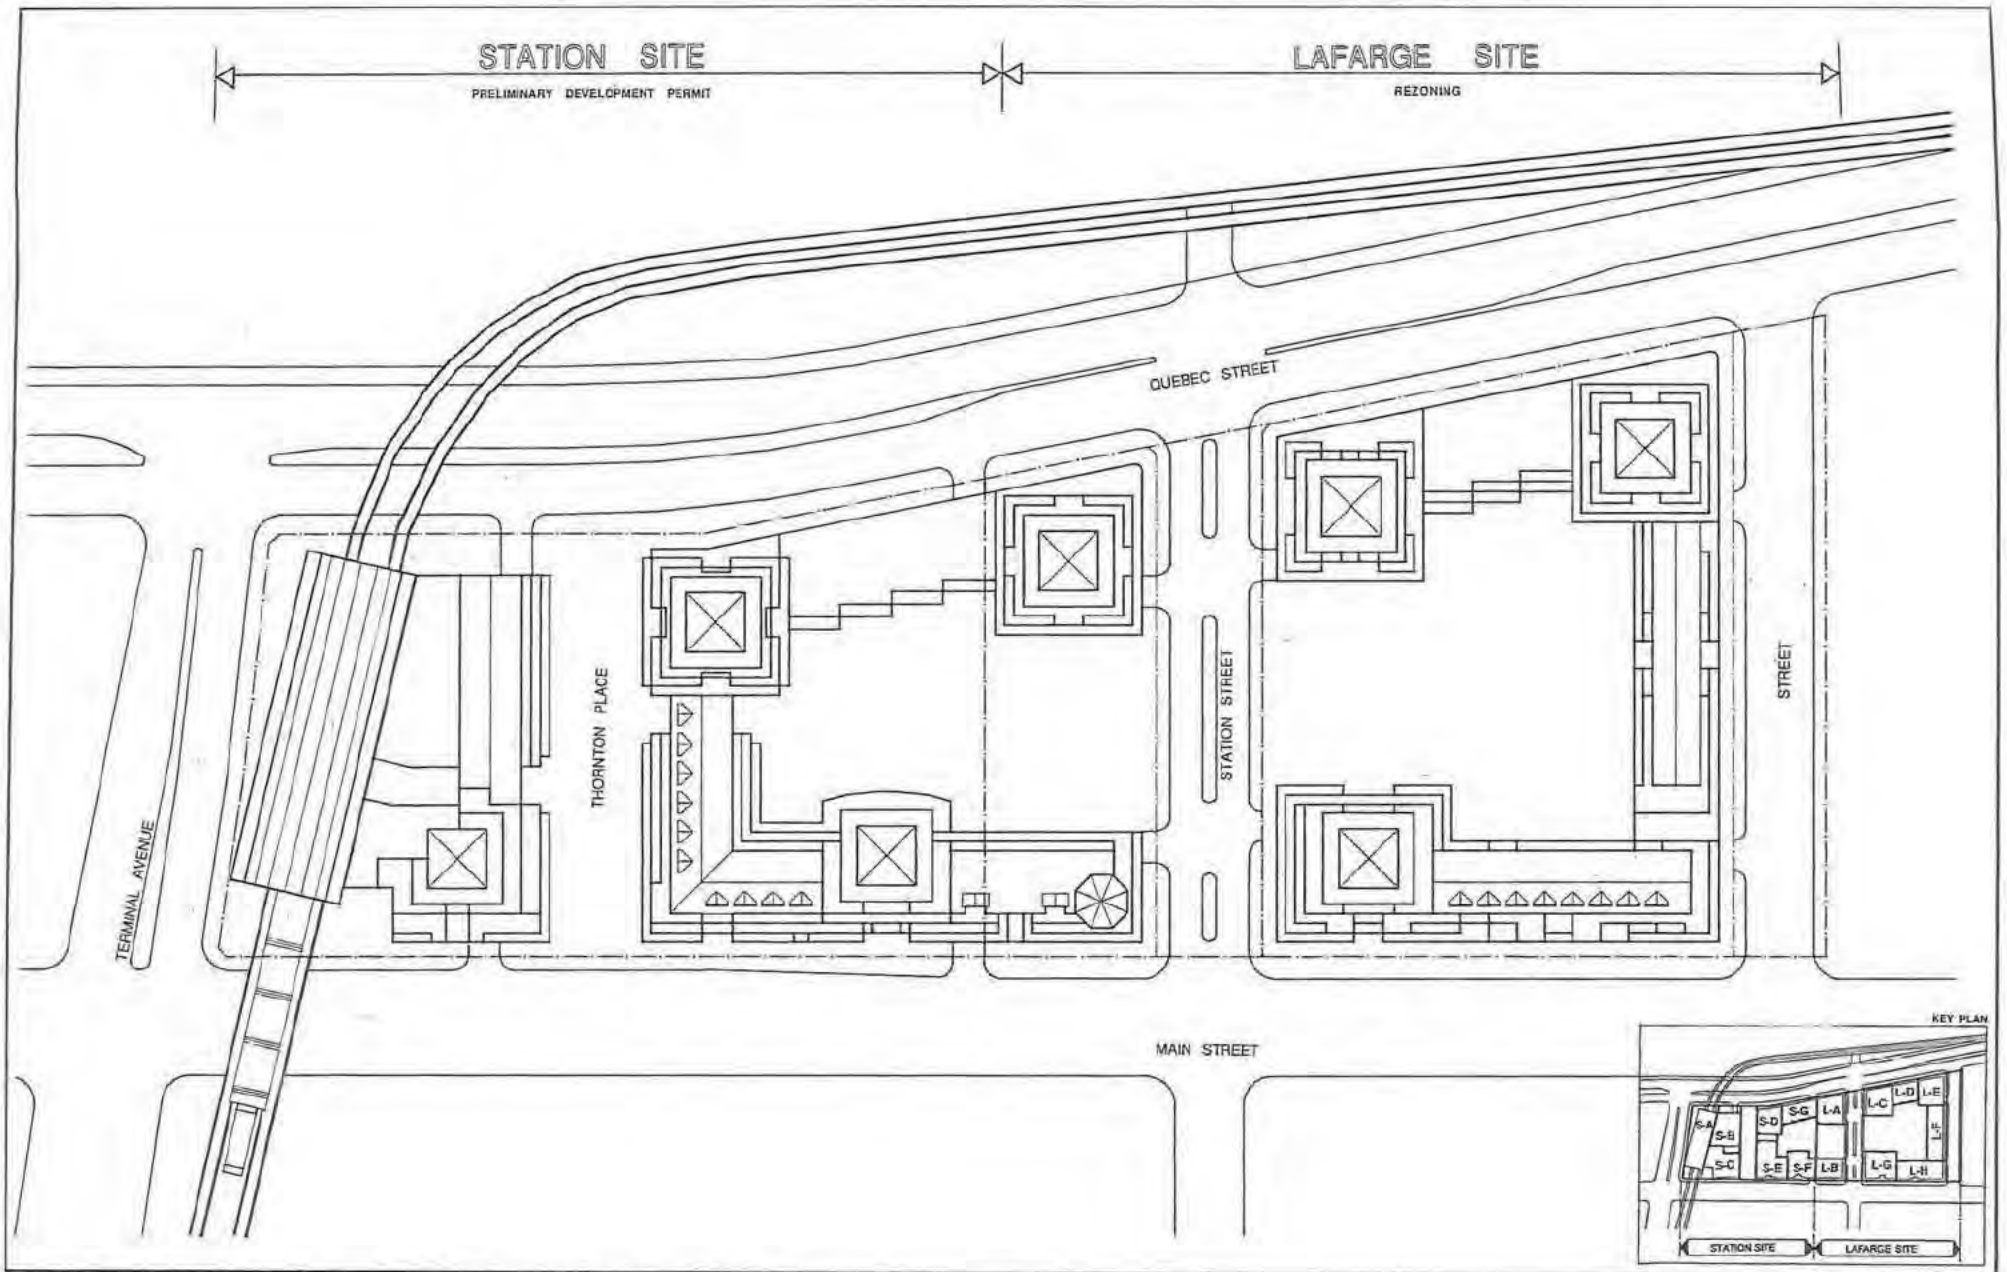 STATION SITE
PRELIMINARY DEVELOPMENT PERMIT
LAFARGE SITE
REZONING
QUEBEC STREET
THORNTON PLACE
STATION STREET
STREET
TERMINAL AVENUE
MAIN STREET
KEY PLAN
S-A
S-B
S-C
S-D
S-G
L-A
S-E
S-F
L-B
L-C
L-D
L-E
L-F
L-G
L-H
STATION SITE
LAFARGE SITE